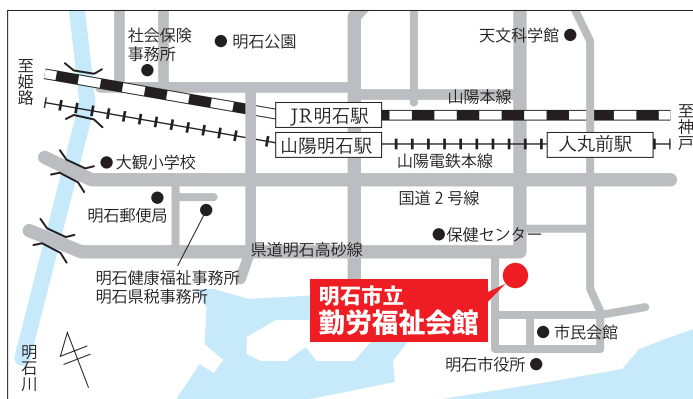 社会保険
事務所
明石公園
天文科学館
至姫路
山陽本線
JR明石駅
至神戸
山陽明石駅
人丸前駅
山陽電鉄本線
大観小学校
国道2号線
明石郵便局
保健センター
県道明石高砂線
明石健康福祉事務所
明石県税事務所
明石市立
勤労福祉会館
市民会館
明石市役所
明石川